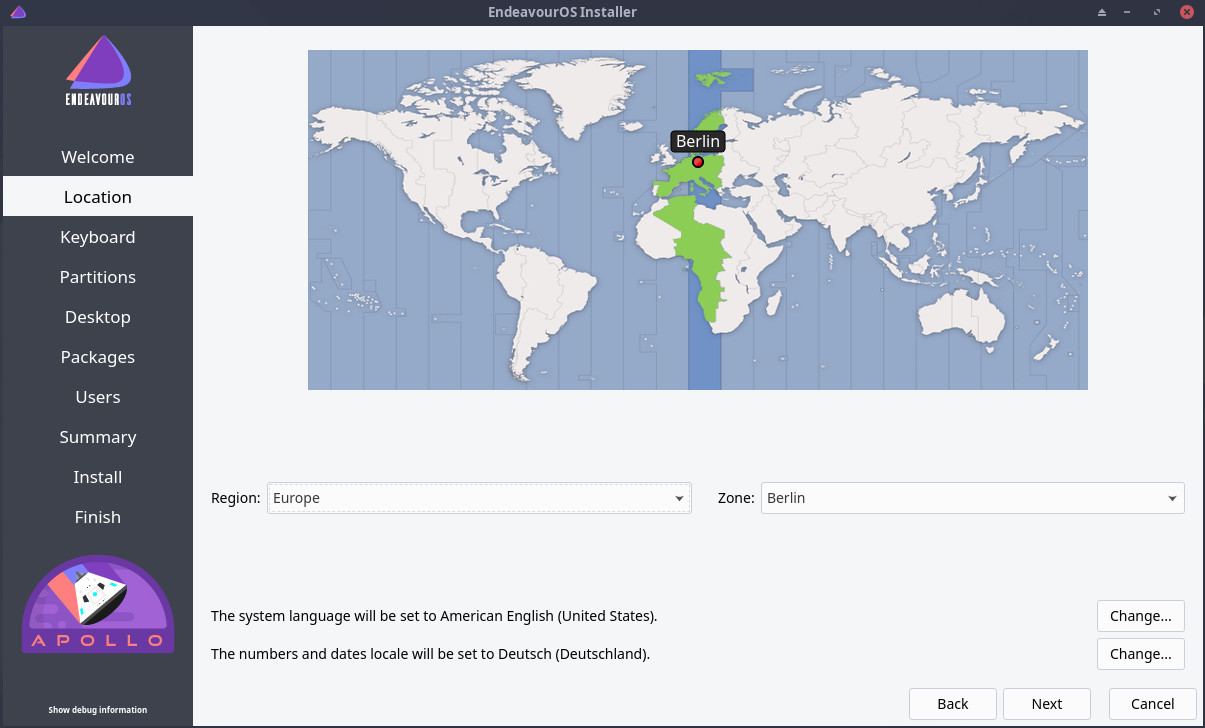 EndeavourOS Installer
ENDEAVOUROS
Welcome
Location
Keyboard
Partitions
Desktop
Packages
Users
Summary
Install
Finish
APOLLO
Show debug information
Berlin
Region: Europe Zone: Berlin
The system language will be set to American English (United States). Change...
The numbers and dates locale will be set to Deutsch (Deutschland). Change...
Back Next Cancel